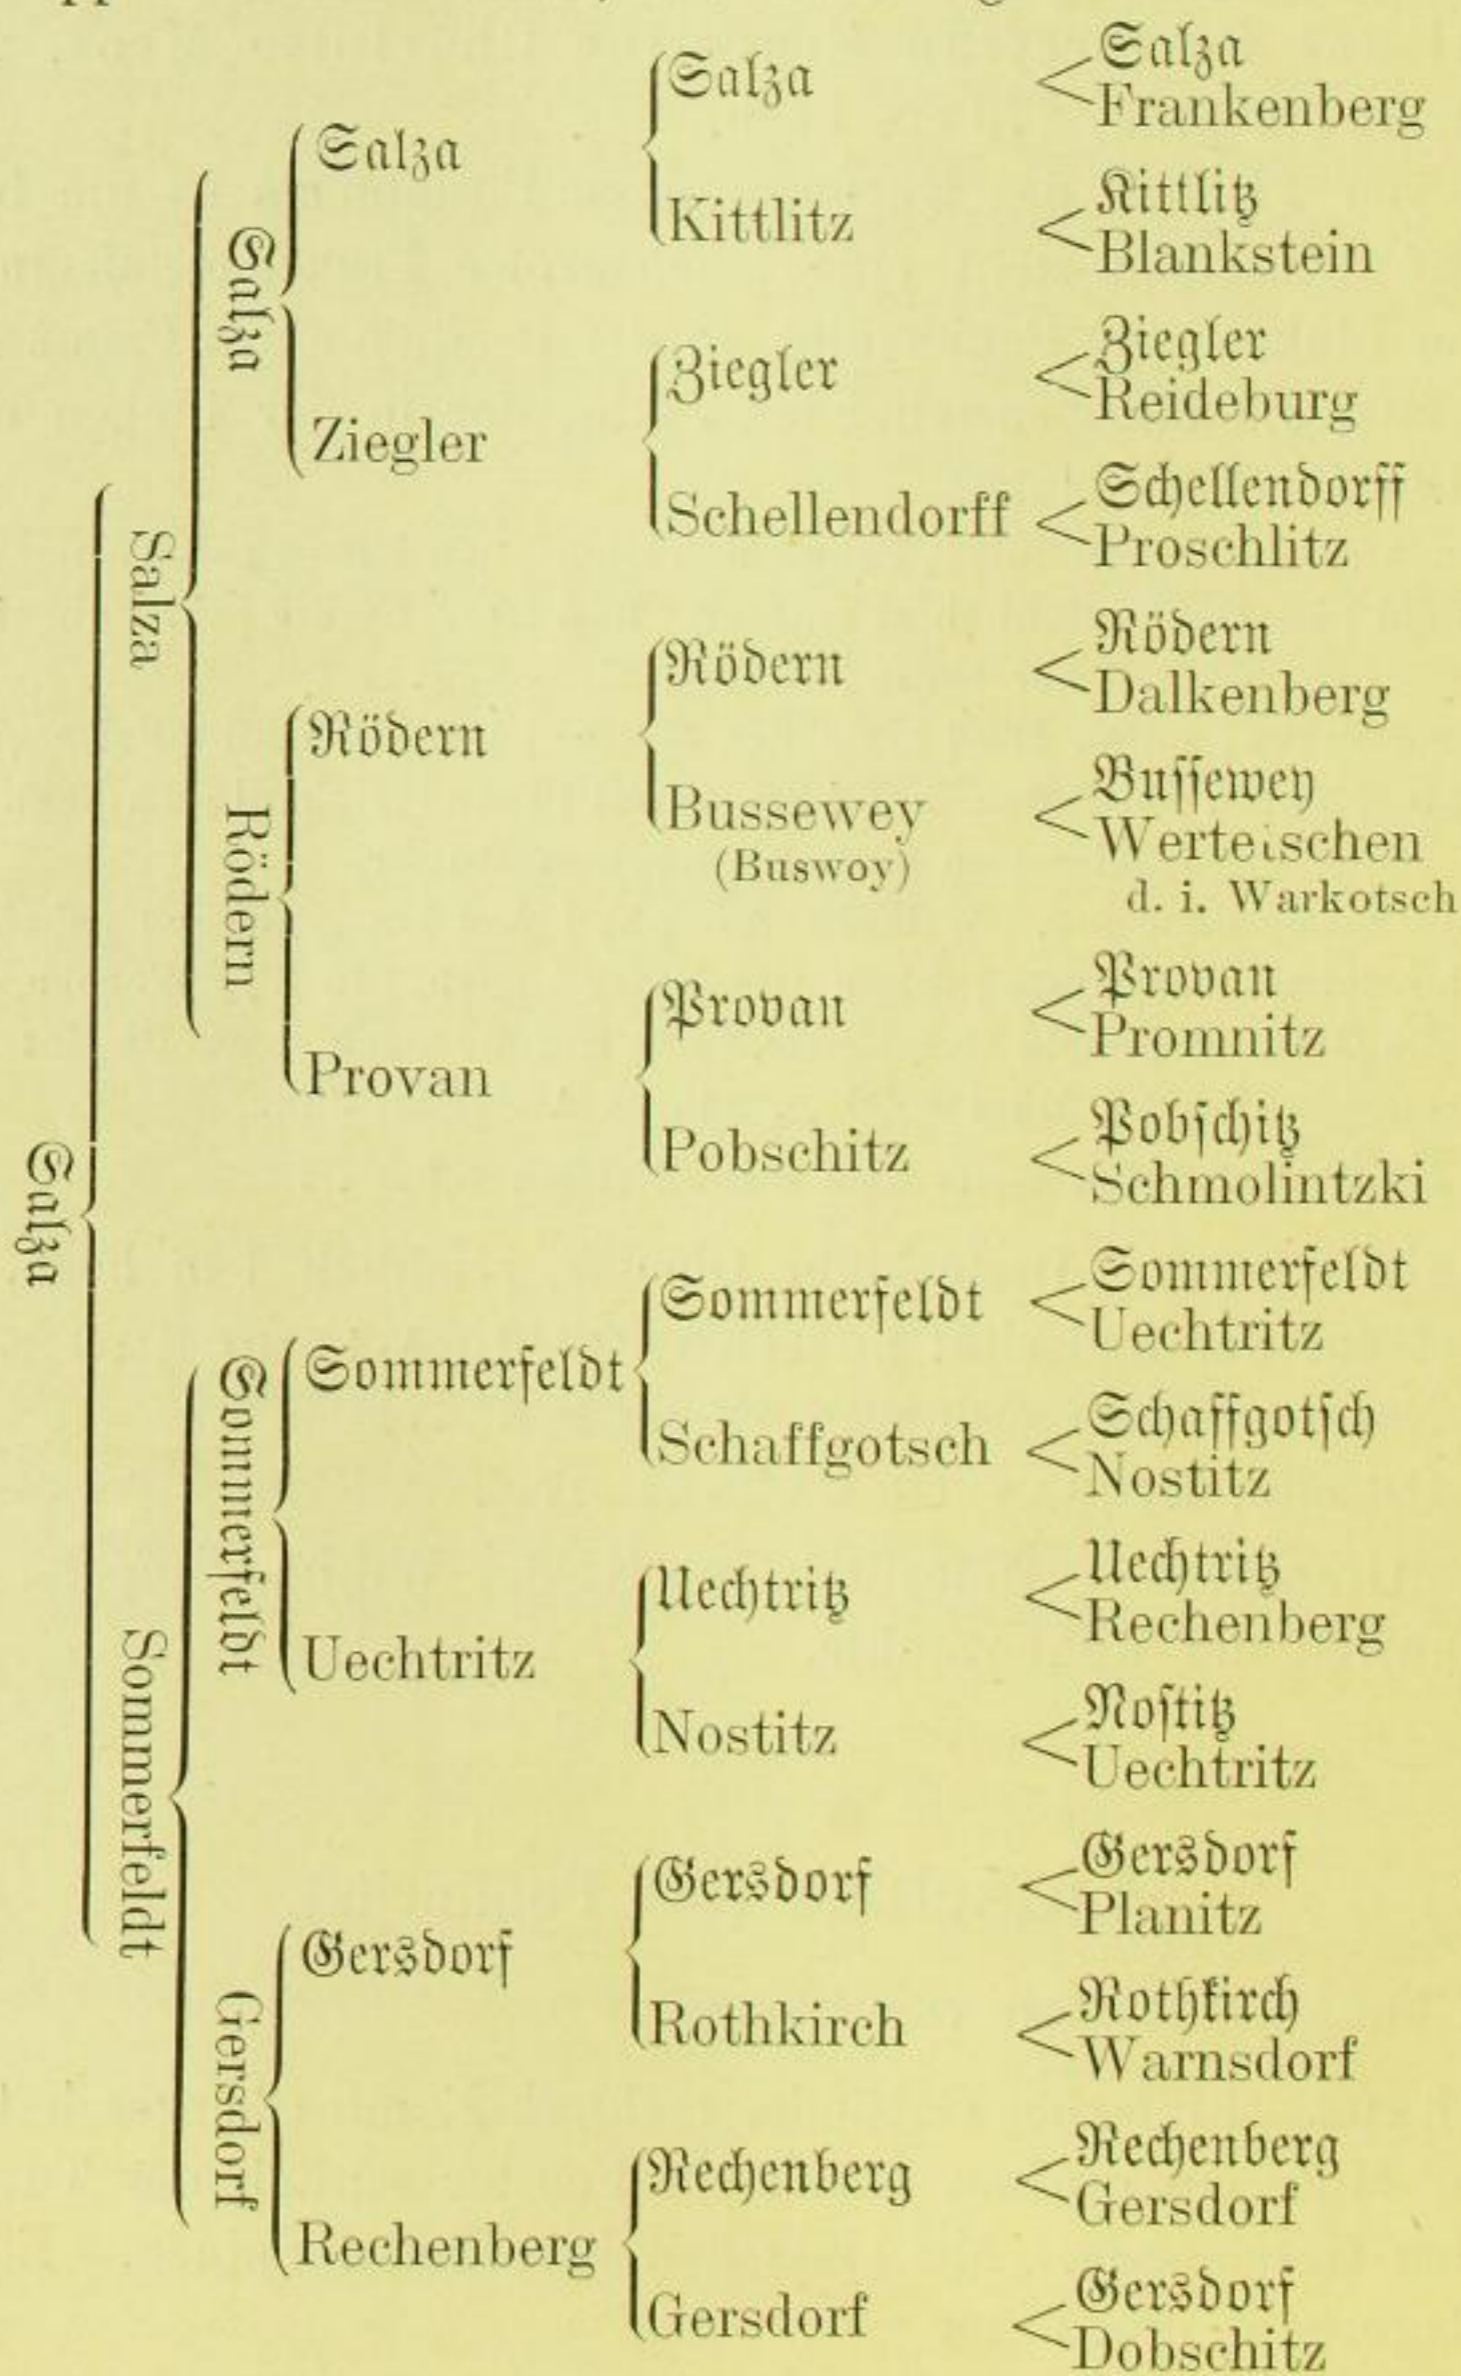 Salza
Salza
Sommerfeldt
Salza
Rödern
Sommerfeldt
Gersdorf
Salza
Ziegler
Rödern
Provan
Sommerfeldt
Uechtritz
Gersdorf
Rechenberg
Salza
Kittlitz
Ziegler
Schellendorff
Rödern
Bussewey
(Buswoy)
Provan
Pobschitz
Sommerfeldt
Schaffgotsch
Uechtritz
Nostitz
Gersdorf
Rothkirch
Rechenberg
Gersdorf
Salza
Frankenberg
Kittlitz
Blankstein
Ziegler
Reideburg
Schellendorff
Proschlitz
Rödern
Dalkenberg
Buſſewey
Werteischen
d. i. Warkotsch
Provan
Promnitz
Pobſchitz
Schmolintzki
Sommerfeldt
Uechtritz
Schaffgotſch
Nostitz
Uechtritz
Rechenberg
Noſtitz
Uechtritz
Gersdorf
Planitz
Rothkirch
Warnsdorf
Rechenberg
Gersdorf
Gersdorf
Dobschitz